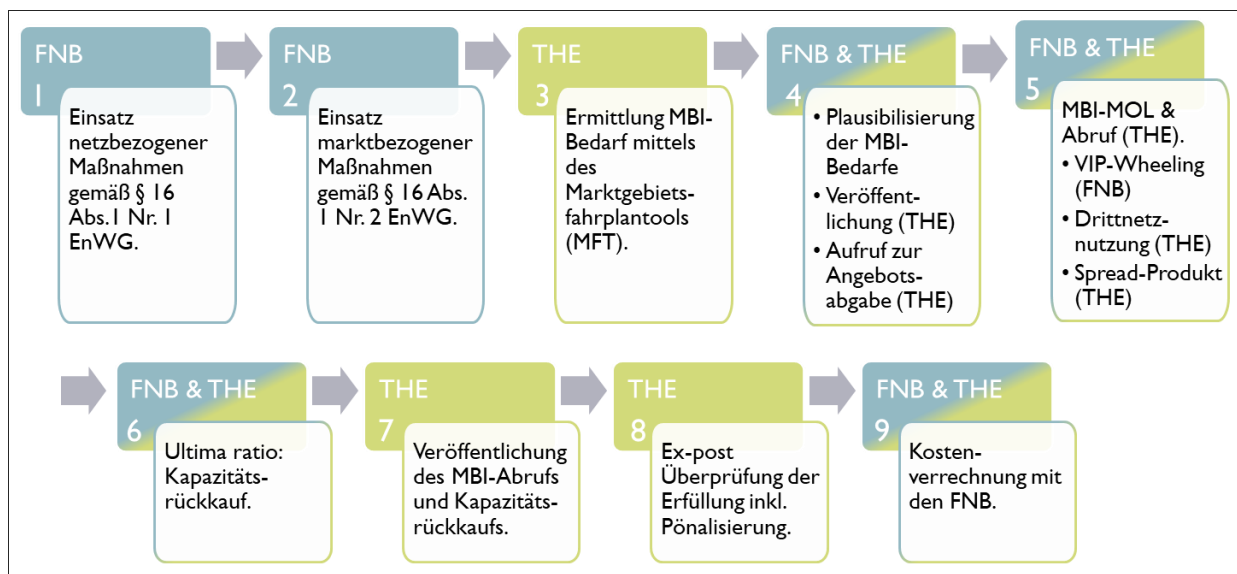 FNB
1
Einsatz
netzbezogener
Maßnahmen
gemäß § 16
Abs.1 Nr. 1
EnWG.
FNB
2
Einsatz
marktbezogener
Maßnahmen
gemäß § 16 Abs.
1 Nr. 2 EnWG.
THE
3
Ermittlung MBI-
Bedarf mittels
des
Marktgebiets-
fahrplantools
(MFT).
FNB & THE
4
• Plausibilisierung
der MBI-
Bedarfe
• Veröffent-
lichung (THE)
• Aufruf zur
Angebots-
abgabe (THE)
FNB & THE
5
MBI-MOL &
Abruf (THE).
• VIP-Wheeling
(FNB)
• Drittnetz-
nutzung (THE)
• Spread-Produkt
(THE)
FNB & THE
6
Ultima ratio:
Kapazitäts-
rückkauf.
THE
7
Veröffentlichung
des MBI-Abrufs
und Kapazitäts-
rückkaufs.
THE
8
Ex-post
Überprüfung der
Erfüllung inkl.
Pönalisierung.
FNB & THE
9
Kosten-
verrechnung mit
den FNB.